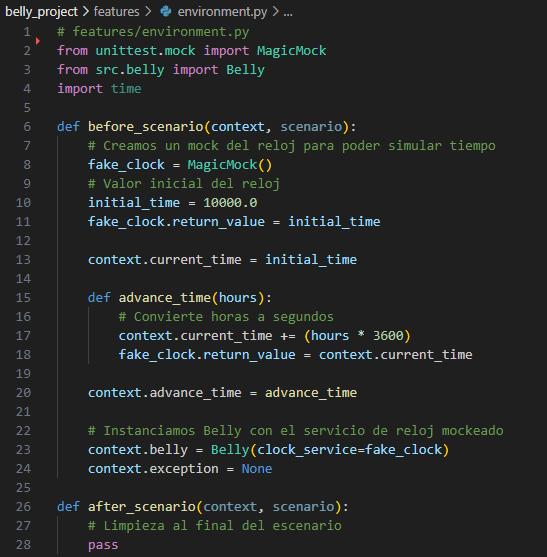 belly_project > features > environment.py > ...
1 # features/environment.py
2 from unittest.mock import MagicMock
3 from src.belly import Belly
4 import time
5
6 def before_scenario(context, scenario):
7     # Creamos un mock del reloj para poder simular tiempo
8     fake_clock = MagicMock()
9     # Valor inicial del reloj
10     initial_time = 10000.0
11     fake_clock.return_value = initial_time
12
13     context.current_time = initial_time
14
15     def advance_time(hours):
16         # Convierte horas a segundos
17         context.current_time += (hours * 3600)
18         fake_clock.return_value = context.current_time
19
20     context.advance_time = advance_time
21
22     # Instanciamos Belly con el servicio de reloj mockeado
23     context.belly = Belly(clock_service=fake_clock)
24     context.exception = None
25
26 def after_scenario(context, scenario):
27     # Limpieza al final del escenario
28     pass